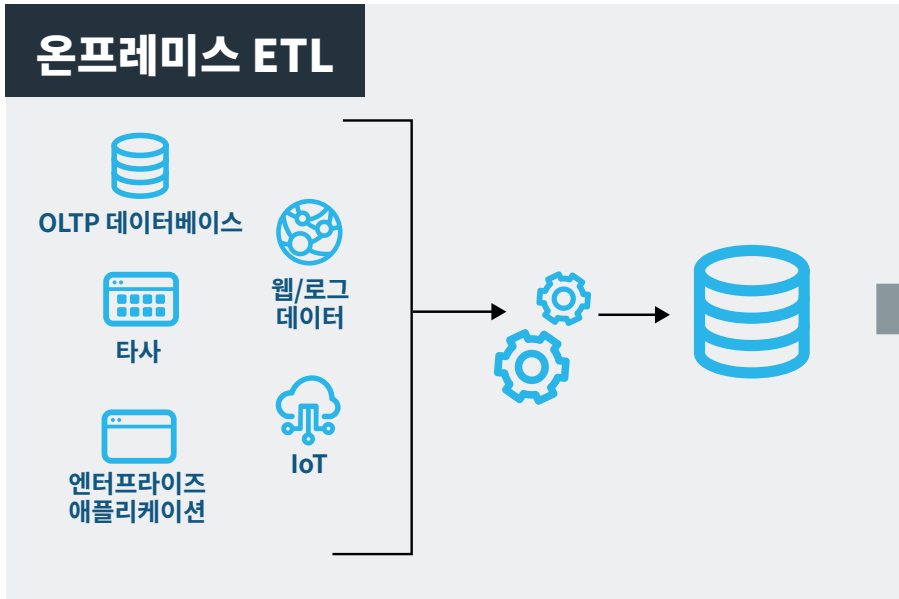 온프레미스 ETL
OLTP 데이터베이스
웹/로그
데이터
타사
IoT
엔터프라이즈
애플리케이션